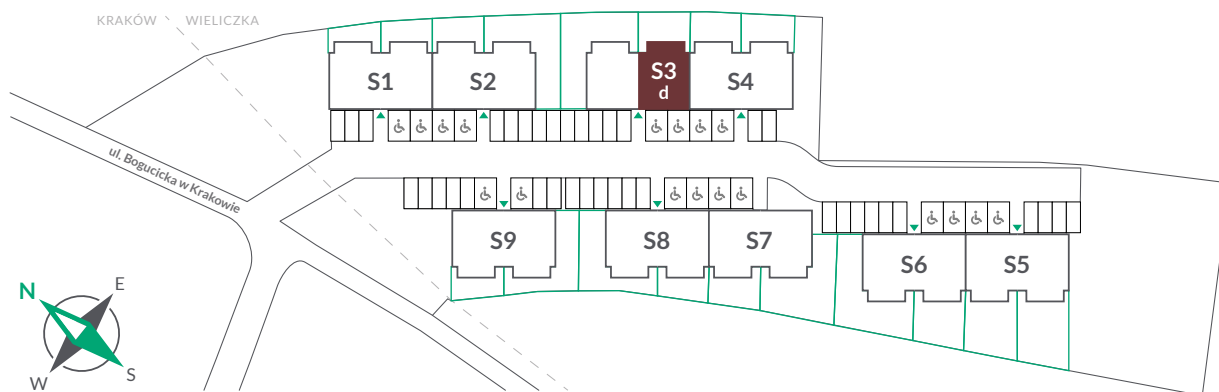 KRAKÓW WIELICZKA
S1
S2
S3
d
S4
ul. Bogucicka w Krakowie
S9
S8
S7
S6
S5
N
E
W
S